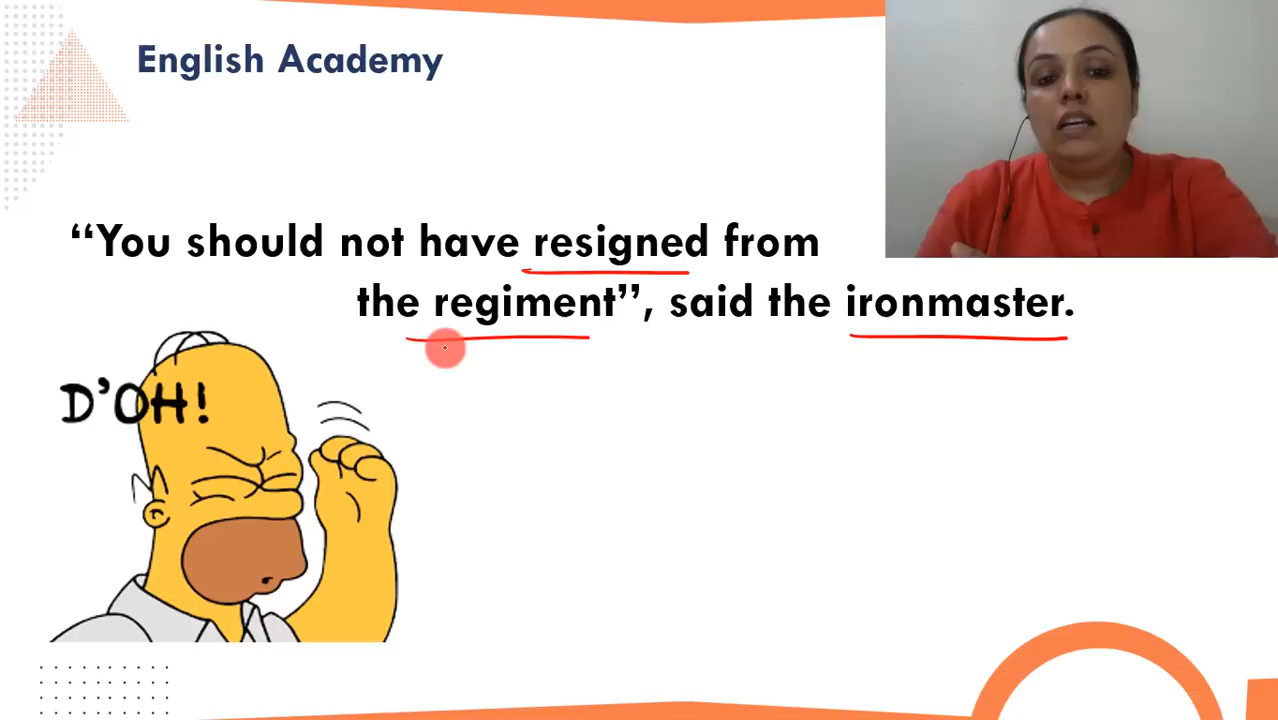 English Academy
“You should not have resigned from
the regiment”, said the ironmaster.
D’OH!